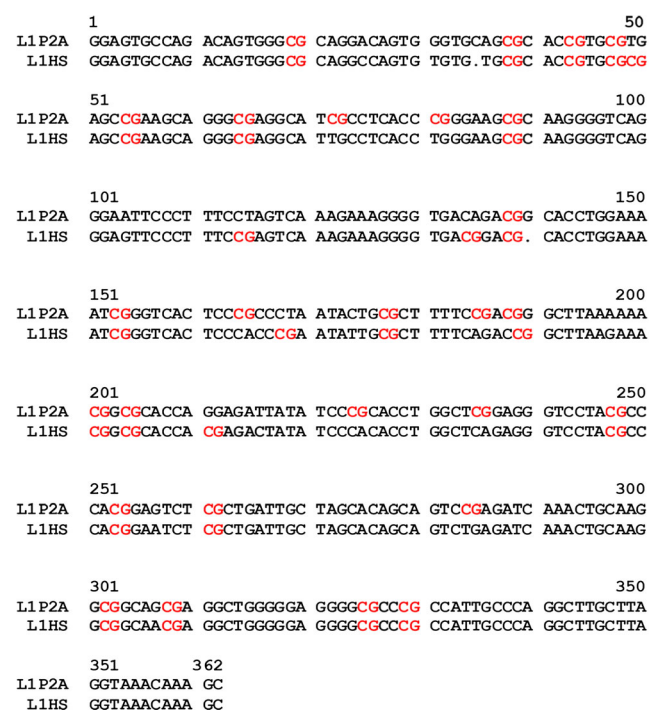 1 50
L1P2A GGAGTGCCAG ACAGTGGGCG CAGGACAGTG GGTGCAGCGC ACCGTGCGTG
L1HS GGAGTGCCAG ACAGTGGGCG CAGGCCAGTG TGTG.TGCGC ACCGTGCGCG
51 100
L1P2A AGCCGAAGCA GGGCGAGGCA TCGCCTCACC CGGGAAGCGC AAGGGGTCAG
L1HS AGCCGAAGCA GGGCGAGGCA TTGCCTCACC TGGGAAGCGC AAGGGGTCAG
101 150
L1P2A GGAATTCCCT TTCCTAGTCA AAGAAAGGGG TGACAGACGG CACCTGGAAA
L1HS GGAGTTCCCT TTCCGAGTCA AAGAAAGGGG TGACGGACG. CACCTGGAAA
151 200
L1P2A ATCGGGTCAC TCCCGCCCTA ATACTGCGCT TTTCCGACGG GCTTAAAAAA
L1HS ATCGGGTCAC TCCCACCCGA ATATTGCGCT TTTCAGACCG GCTTAAGAAA
201 250
L1P2A CGGCGCACCA GGAGATTATA TCCCGCACCT GGCTCGGAGG GTCCTACGCC
L1HS CGGCGCACCA CGAGACTATA TCCCACACCT GGCTCAGAGG GTCCTACGCC
251 300
L1P2A CACGGAGTCT CGCTGATTGC TAGCACAGCA GTCCGAGATC AAACTGCAAG
L1HS CACGGAATCT CGCTGATTGC TAGCACAGCA GTCTGAGATC AAACTGCAAG
301 350
L1P2A GCGGCAGCGA GGCTGGGGGA GGGGCGCCCG CCATTGCCCA GGCTTGCTTA
L1HS GCGGCAACGA GGCTGGGGGA GGGGCGCCCG CCATTGCCCA GGCTTGCTTA
351 362
L1P2A GGTAAACAAA GC
L1HS GGTAAACAAA GC